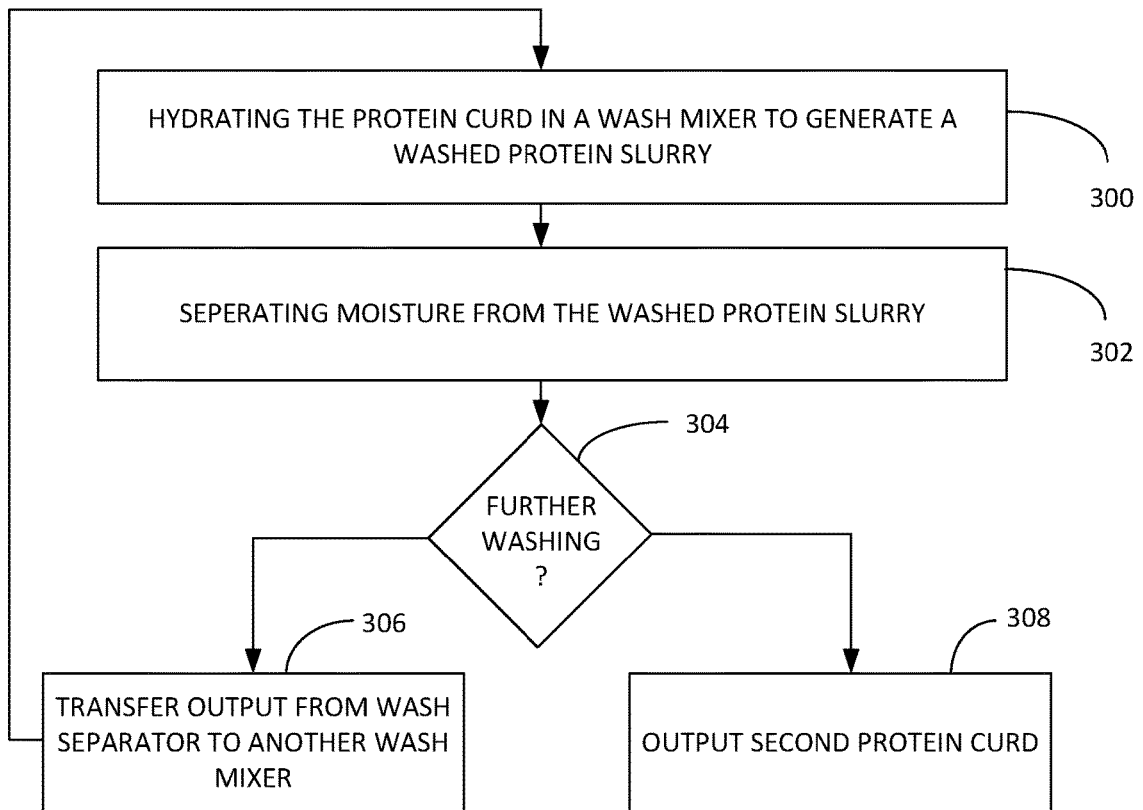 HYDRATING THE PROTEIN CURD IN A WASH MIXER TO GENERATE A
WASHED PROTEIN SLURRY
300
SEPERATING MOISTURE FROM THE WASHED PROTEIN SLURRY
302
304
FURTHER
WASHING
?
306
308
TRANSFER OUTPUT FROM WASH
SEPARATOR TO ANOTHER WASH
MIXER
OUTPUT SECOND PROTEIN CURD